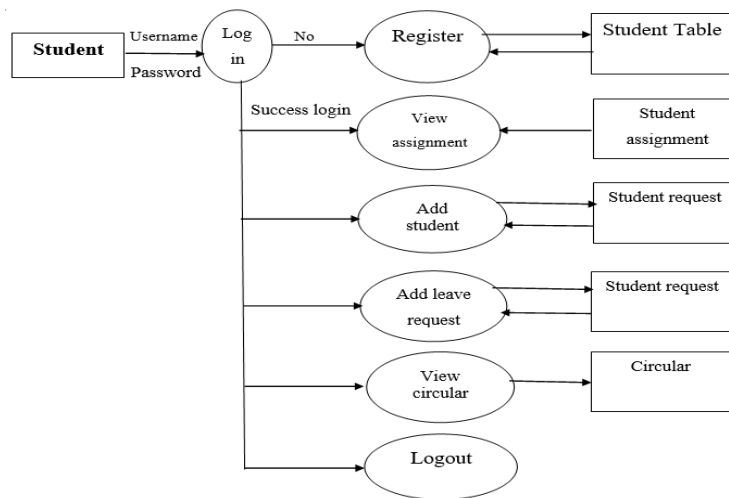 Student
Username
Password
Log
in
No
Register
Student Table
Success login
View
assignment
Student
assignment
Add
student
Student request
Add leave
request
Student request
View
circular
Circular
Logout